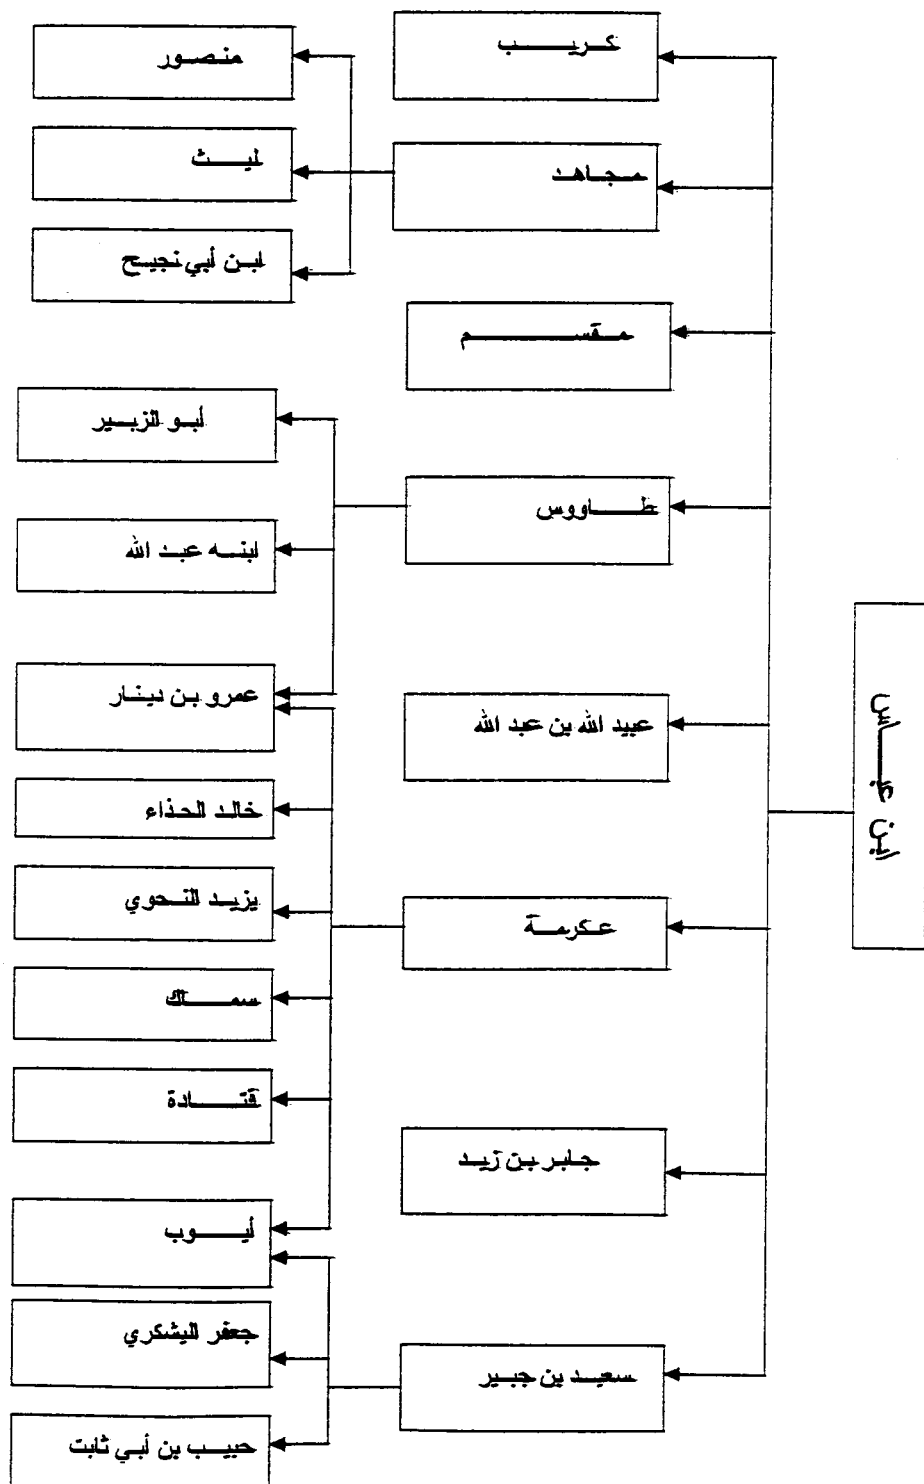 ابن عباس
كريب
مجاهد
مقسم
طاووس
عبيد الله بن عبد الله
عكرمة
جابر بن زيد
سعيد بن جبير
منصور
ليث
ابن أبي نجيح
أبو الزبير
ابنه عبد الله
عمرو بن دينار
خالد الحذاء
يزيد النحوي
سماك
قتادة
أيوب
جعفر اليشكري
حبيب بن أبي ثابت